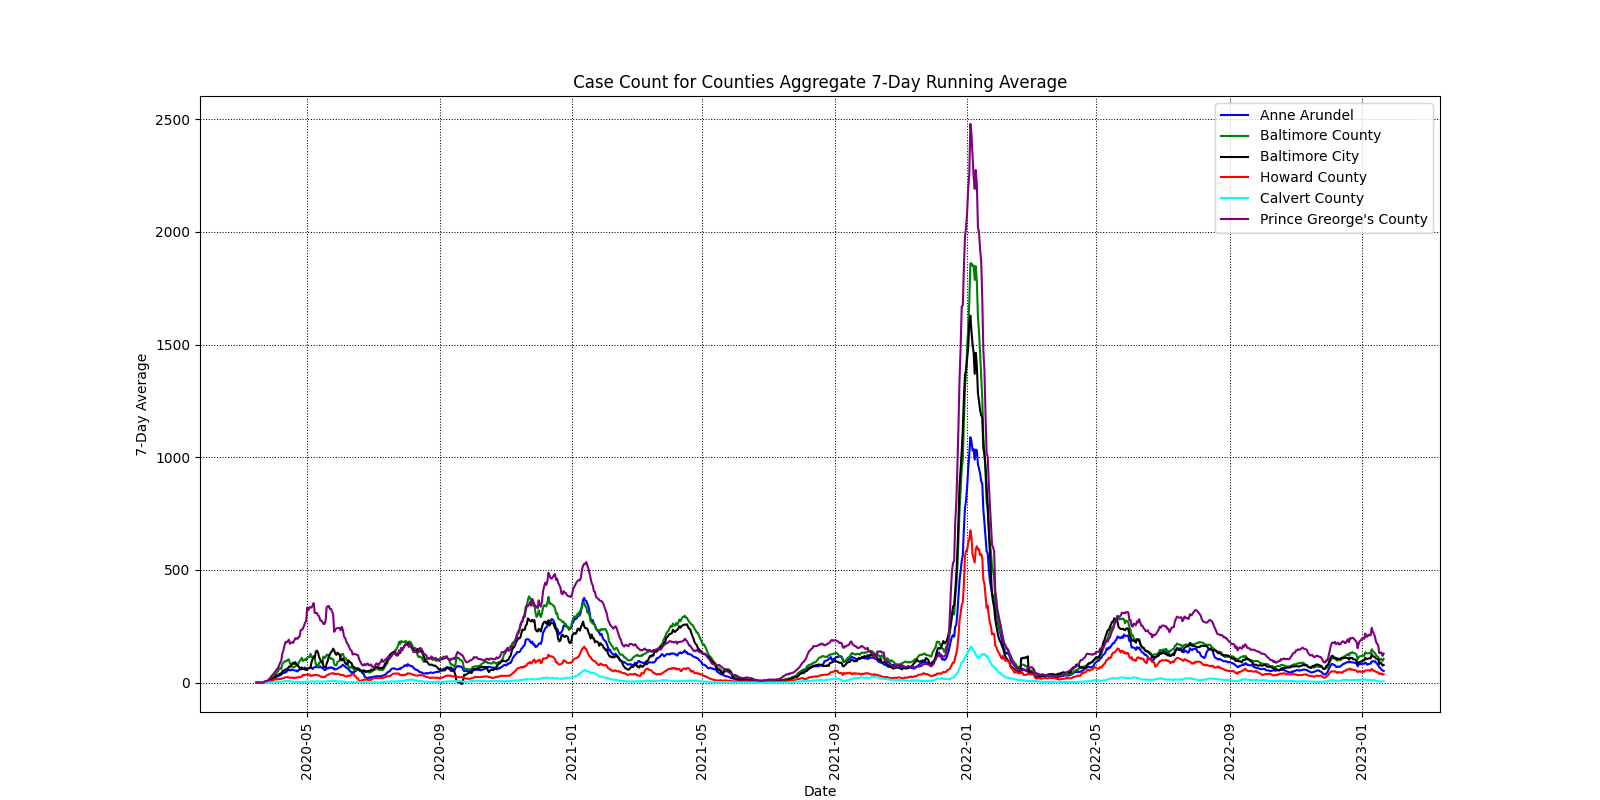 Case Count for Counties Aggregate 7-Day Running Average
Anne Arundel
Baltimore County
Baltimore City
Howard County
Calvert County
Prince Greorge's County
7-Day Average
2500
2000
1500
1000
500
0
2020-05
2020-09
2021-01
2021-05
2021-09
2022-01
2022-05
2022-09
2023-01
Date